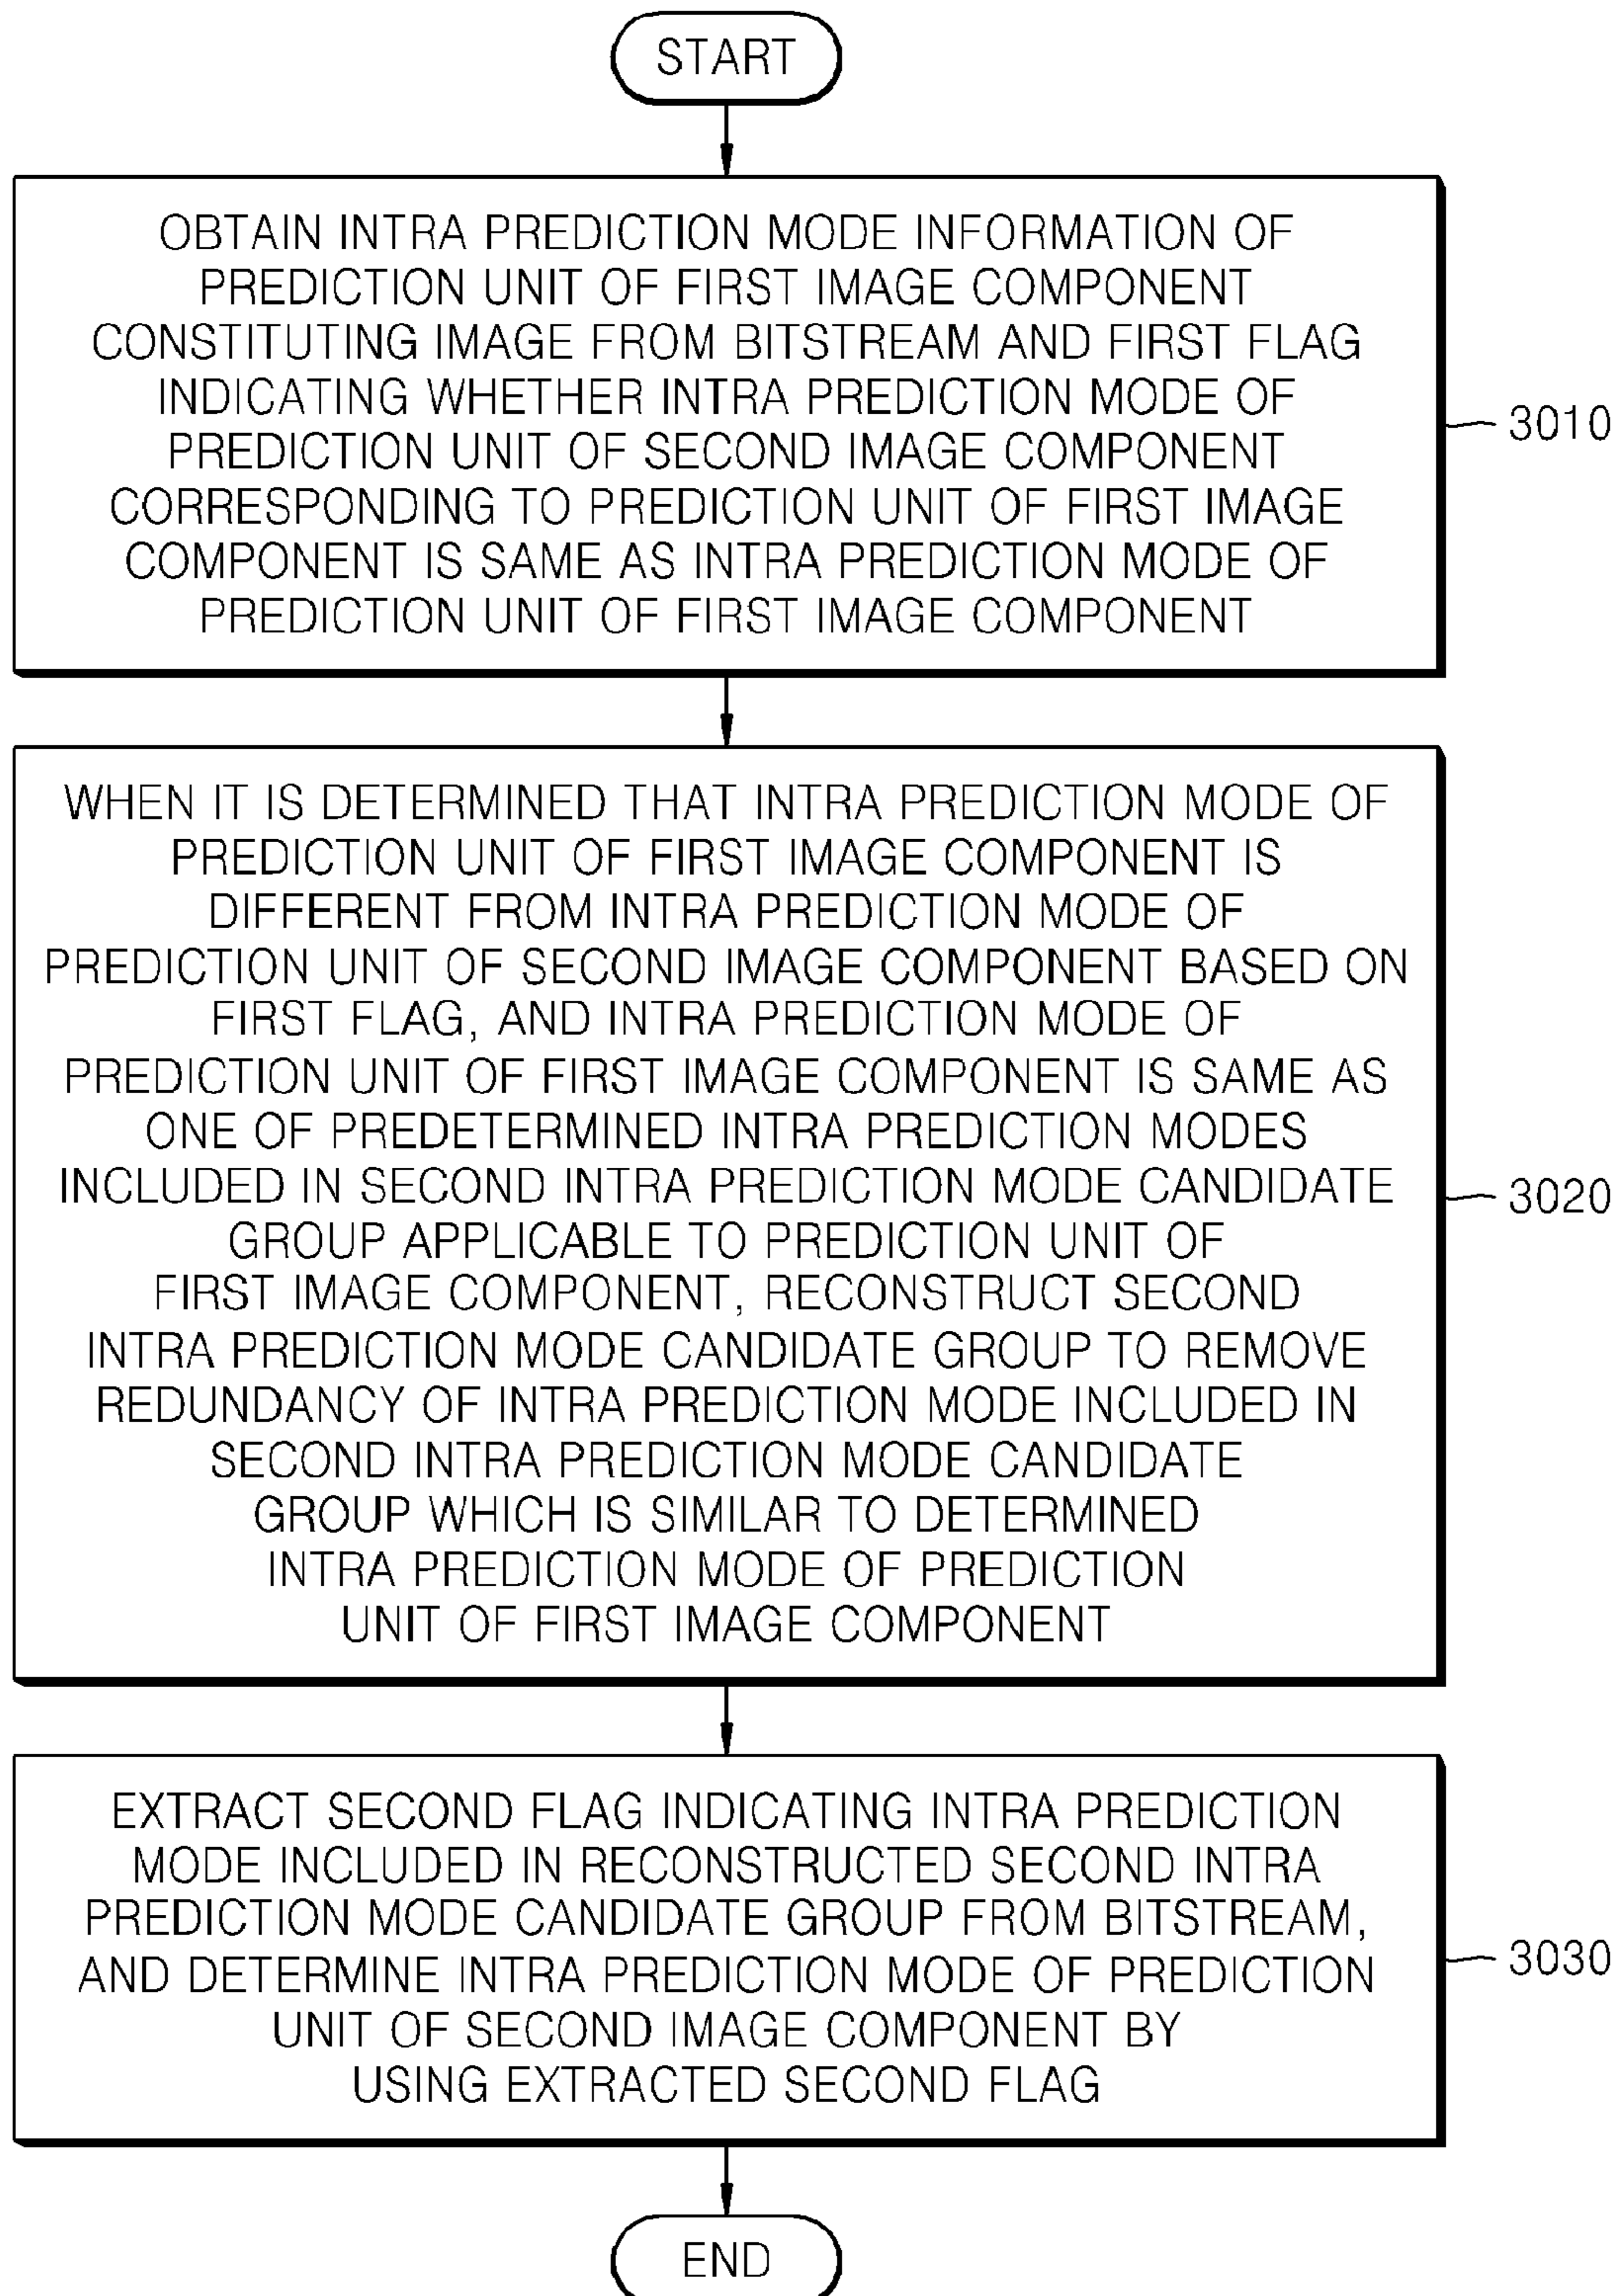 START
OBTAIN INTRA PREDICTION MODE INFORMATION OF
PREDICTION UNIT OF FIRST IMAGE COMPONENT
CONSTITUTING IMAGE FROM BITSTREAM AND FIRST FLAG
INDICATING WHETHER INTRA PREDICTION MODE OF
PREDICTION UNIT OF SECOND IMAGE COMPONENT
CORRESPONDING TO PREDICTION UNIT OF FIRST IMAGE
COMPONENT IS SAME AS INTRA PREDICTION MODE OF
PREDICTION UNIT OF FIRST IMAGE COMPONENT
3010
WHEN IT IS DETERMINED THAT INTRA PREDICTION MODE OF
PREDICTION UNIT OF FIRST IMAGE COMPONENT IS
DIFFERENT FROM INTRA PREDICTION MODE OF
PREDICTION UNIT OF SECOND IMAGE COMPONENT BASED ON
FIRST FLAG, AND INTRA PREDICTION MODE OF
PREDICTION UNIT OF FIRST IMAGE COMPONENT IS SAME AS
ONE OF PREDETERMINED INTRA PREDICTION MODES
INCLUDED IN SECOND INTRA PREDICTION MODE CANDIDATE
GROUP APPLICABLE TO PREDICTION UNIT OF
FIRST IMAGE COMPONENT, RECONSTRUCT SECOND
INTRA PREDICTION MODE CANDIDATE GROUP TO REMOVE
REDUNDANCY OF INTRA PREDICTION MODE INCLUDED IN
SECOND INTRA PREDICTION MODE CANDIDATE
GROUP WHICH IS SIMILAR TO DETERMINED
INTRA PREDICTION MODE OF PREDICTION
UNIT OF FIRST IMAGE COMPONENT
3020
EXTRACT SECOND FLAG INDICATING INTRA PREDICTION
MODE INCLUDED IN RECONSTRUCTED SECOND INTRA
PREDICTION MODE CANDIDATE GROUP FROM BITSTREAM,
AND DETERMINE INTRA PREDICTION MODE OF PREDICTION
UNIT OF SECOND IMAGE COMPONENT BY
USING EXTRACTED SECOND FLAG
3030
END